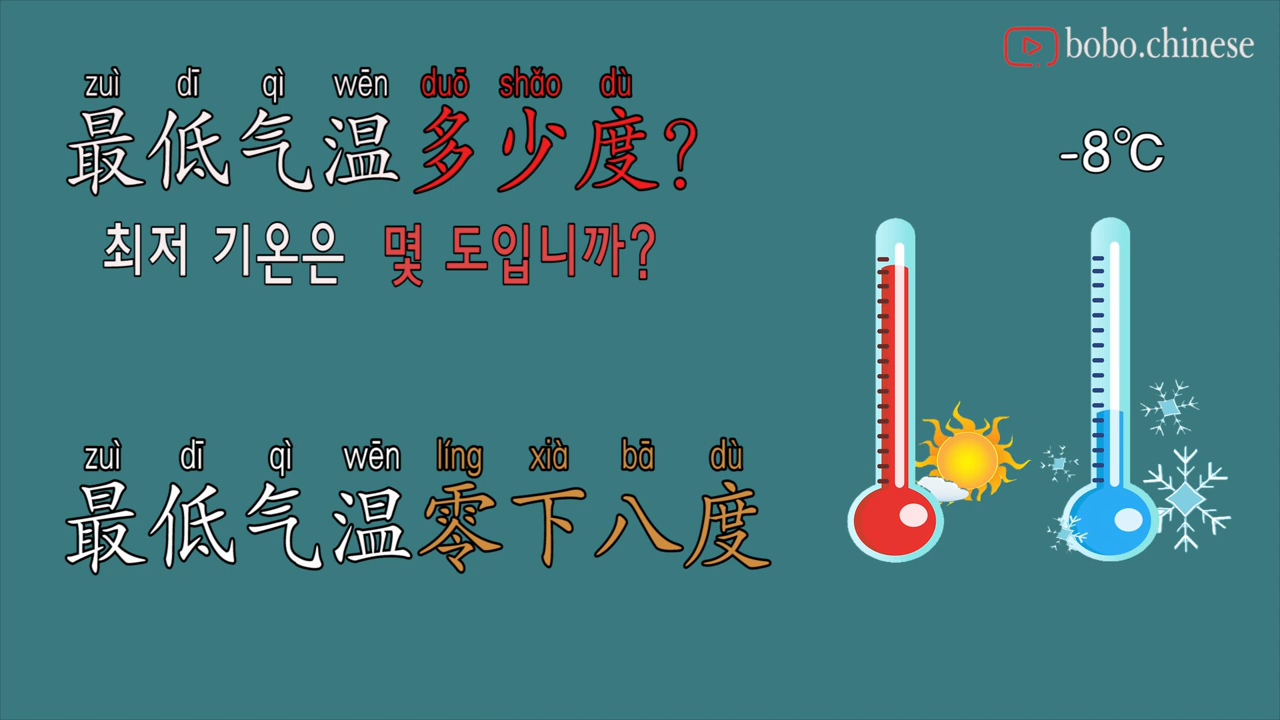 bobo.chinese
zuì dī qì wēn duō shǎo dù
最低气温多少度?
최저 기온은 몇 도입니까?
-8℃
zuì dī qì wēn líng xià bā dù
最低气温零下八度